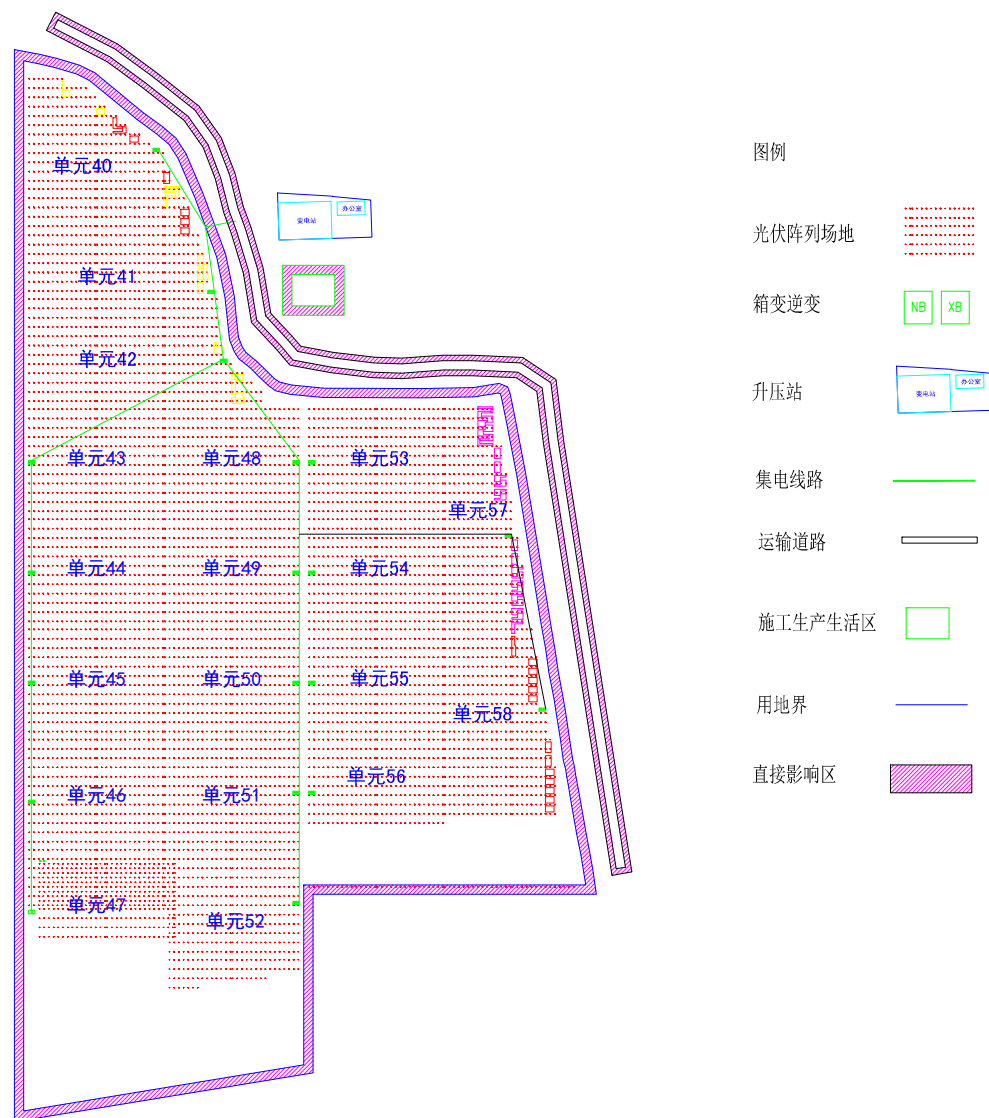 单元40
变电站
办公室
单元41
单元42
单元43
单元48
单元53
单元57
单元44
单元49
单元54
单元45
单元50
单元55
单元58
单元46
单元51
单元56
单元47
单元52
图例
光伏阵列场地
箱变逆变
NB
XB
升压站
变电站
办公室
集电线路
运输道路
施工生产生活区
用地界
直接影响区